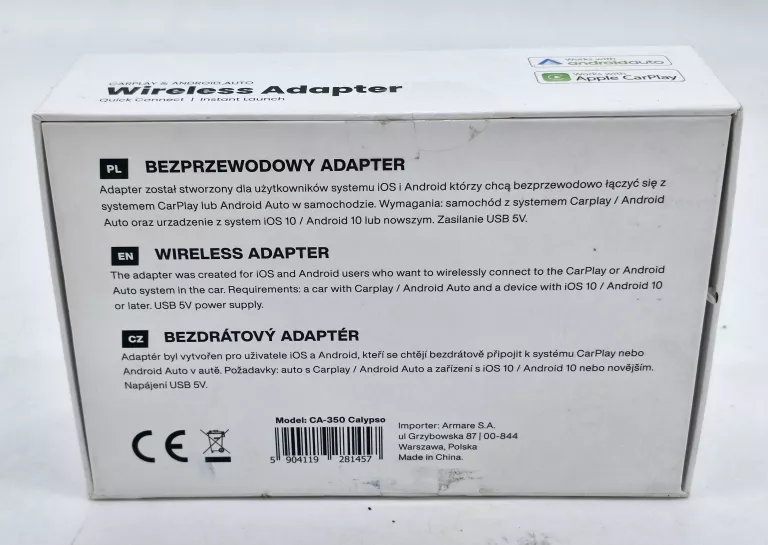 CARPLAY & ANDROID AUTO
Wireless Adapter
Quick Connect | Instant Launch
Works with
androidauto
Works with
Apple CarPlay
PL BEZPRZEWODOWY ADAPTER
Adapter został stworzony dla użytkowników systemu iOS i Android którzy chcą bezprzewodowo łączyć się z
systemem CarPlay lub Android Auto w samochodzie. Wymagania: samochód z systemem Carplay / Android
Auto oraz urzadzenie z system iOS 10 / Android 10 lub nowszym. Zasilanie USB 5V.
EN WIRELESS ADAPTER
The adapter was created for iOS and Android users who want to wirelessly connect to the CarPlay or Android
Auto system in the car. Requirements: a car with Carplay / Android Auto and a device with iOS 10 / Android 10
or later. USB 5V power supply.
CZ BEZDRÁTOVÝ ADAPTÉR
Adaptér byl vytvořen pro uživatele iOS a Android, kteří se chtějí bezdrátově připojit k systému CarPlay nebo
Android Auto v autě. Požadavky: auto s Carplay / Android Auto a zařízení s iOS 10 / Android 10 nebo novějším.
Napájení USB 5V.
CE
Model: CA-350 Calypso
5 904119 281457
Importer: Armare S.A.
ul Grzybowska 87 | 00-844
Warszawa, Polska
Made in China.